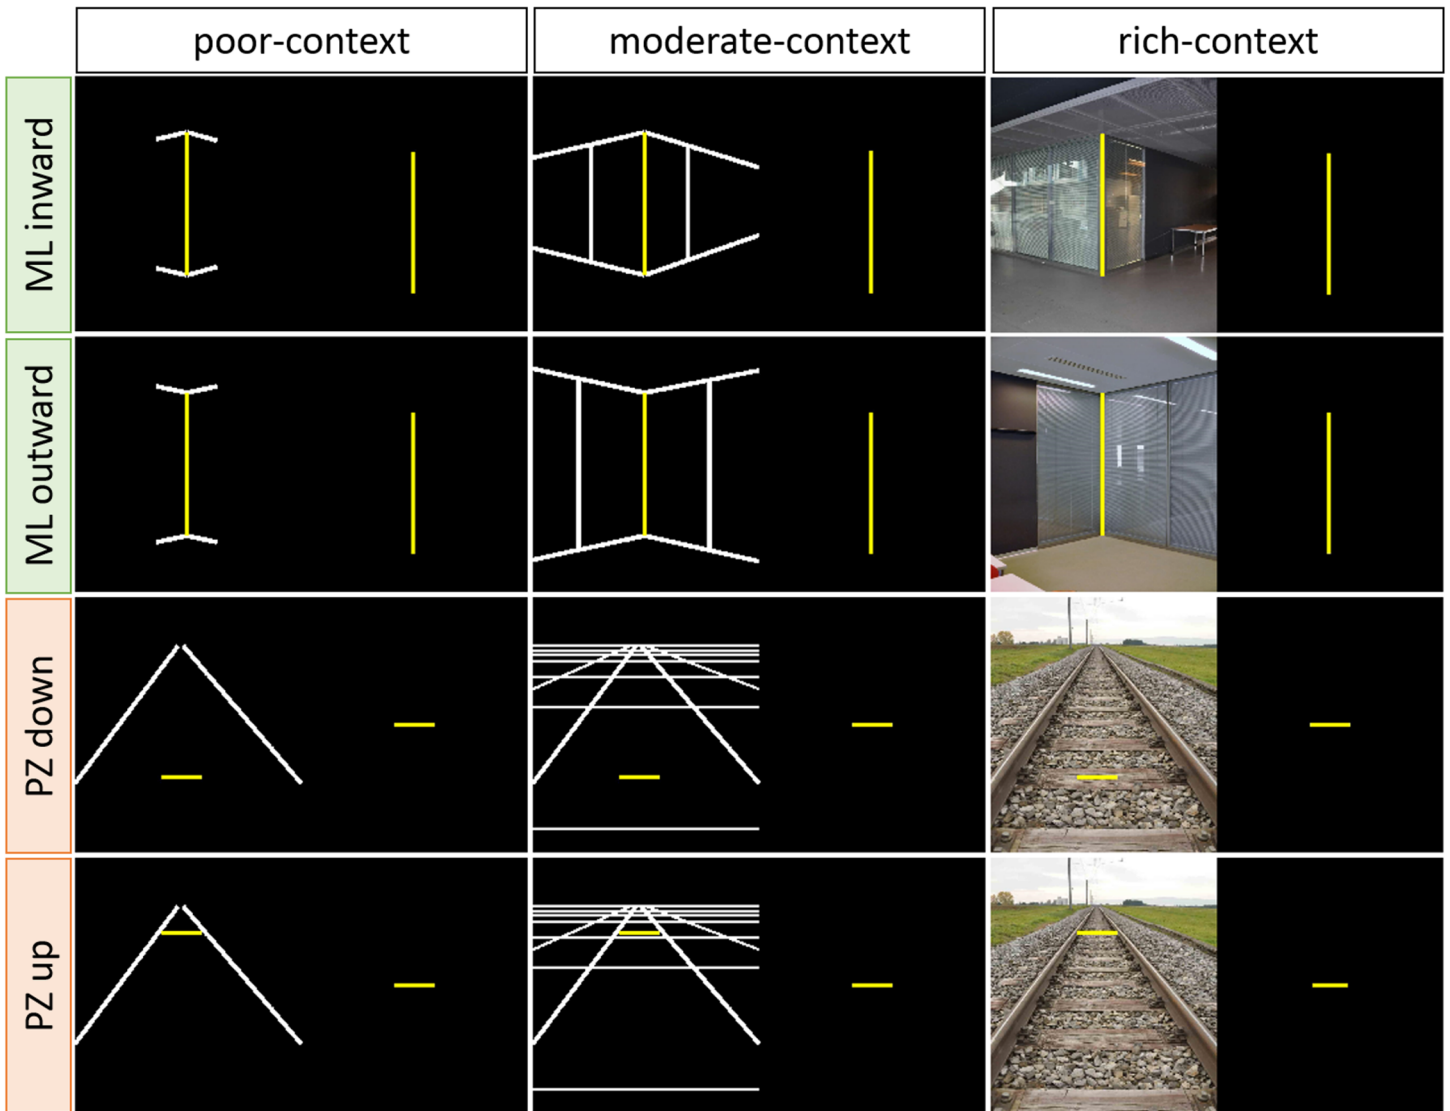 poor-context
moderate-context
rich-context
ML inward
ML outward
PZ down
PZ up